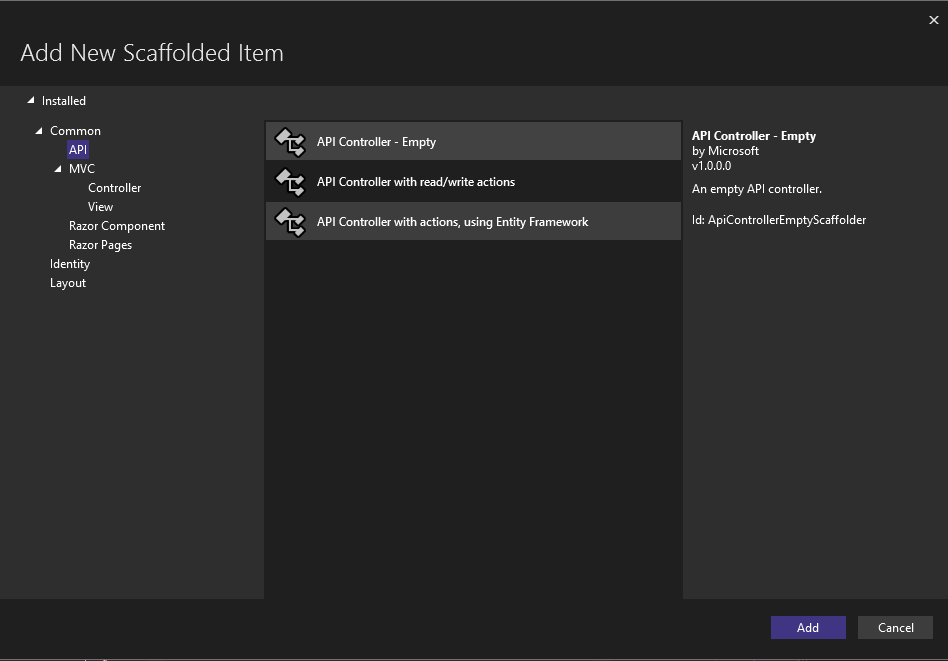 Add New Scaffolded Item
Installed
Common
API
MVC
Controller
View
Razor Component
Razor Pages
Identity
Layout
API Controller - Empty
API Controller with read/write actions
API Controller with actions, using Entity Framework
API Controller - Empty
by Microsoft
v1.0.0.0
An empty API controller.
Id: ApiControllerEmptyScaffolder
Add
Cancel